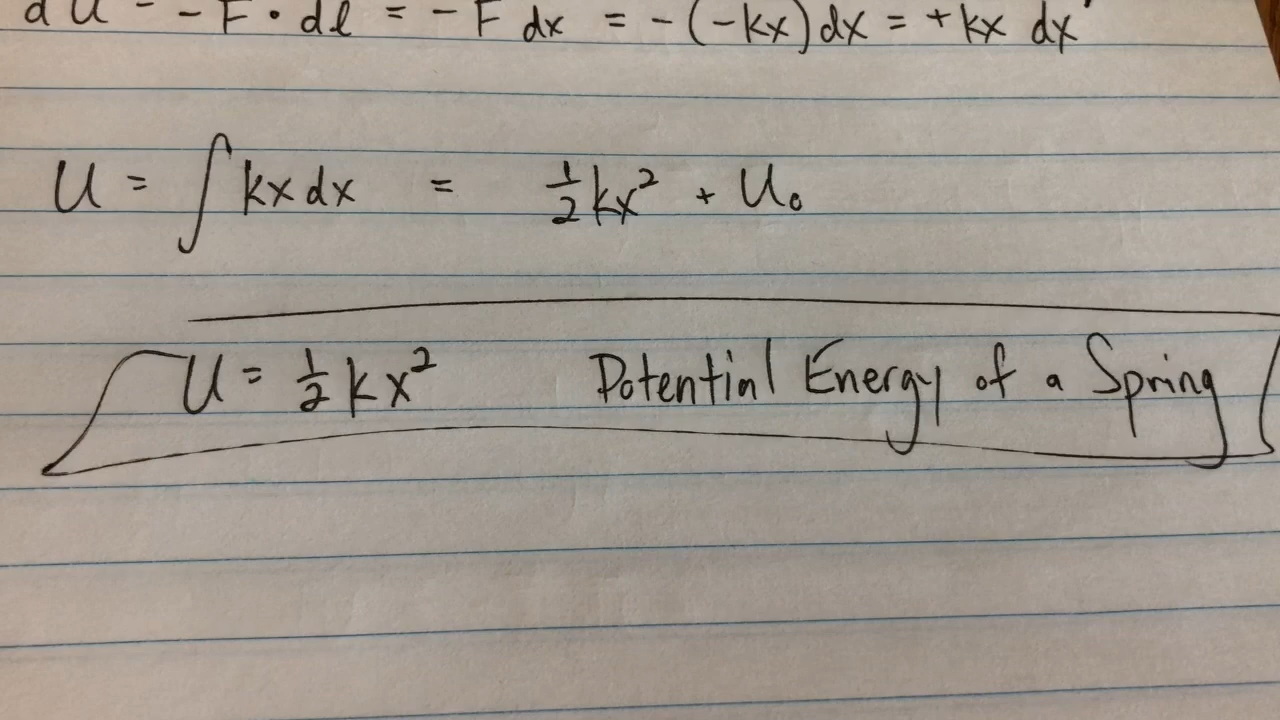 dU = -F · dl = -F dx = -(-kx)dx = +kx dx
U = ∫ kx dx = ½kx² + U₀
U = ½kx² Potential Energy of a Spring